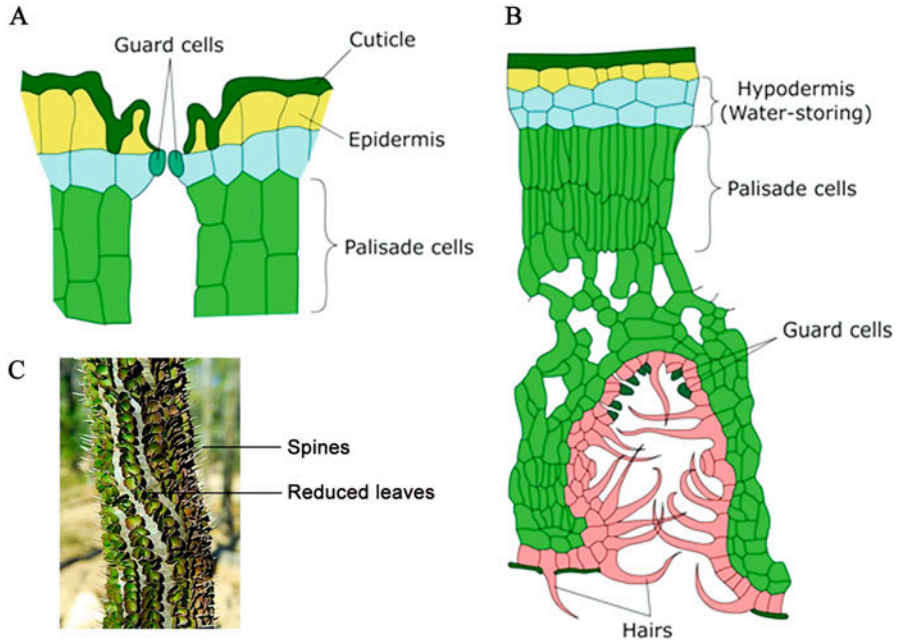 A
Guard cells
Cuticle
Epidermis
Palisade cells
B
Hypodermis
(Water-storing)
Palisade cells
Guard cells
Hairs
C
Spines
Reduced leaves